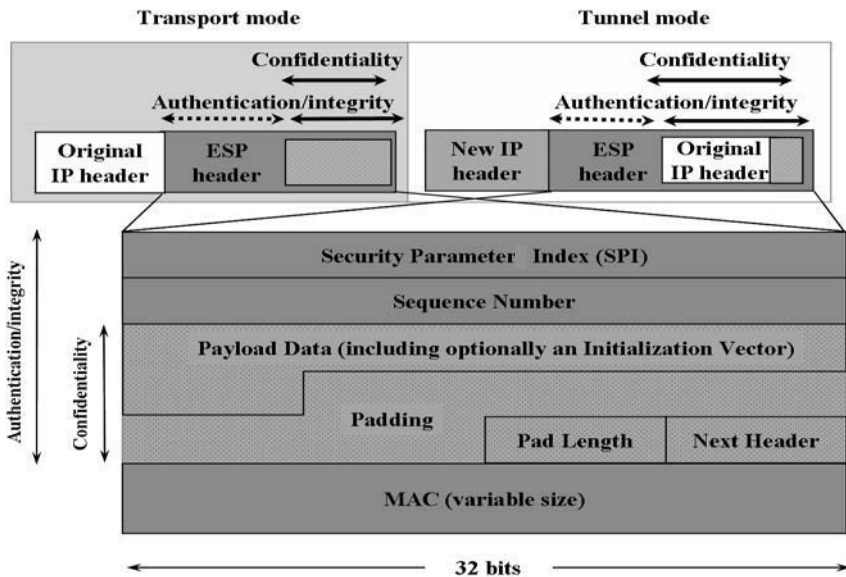 Transport mode
Tunnel mode
Confidentiality
Confidentiality
Authentication/integrity
Authentication/integrity
Original
IP header
ESP
header
New IP
header
ESP
header
Original
IP header
Authentication/integrity
Confidentiality
Security Parameter Index (SPI)
Sequence Number
Payload Data (including optionally an Initialization Vector)
Padding
Pad Length
Next Header
MAC (variable size)
32 bits